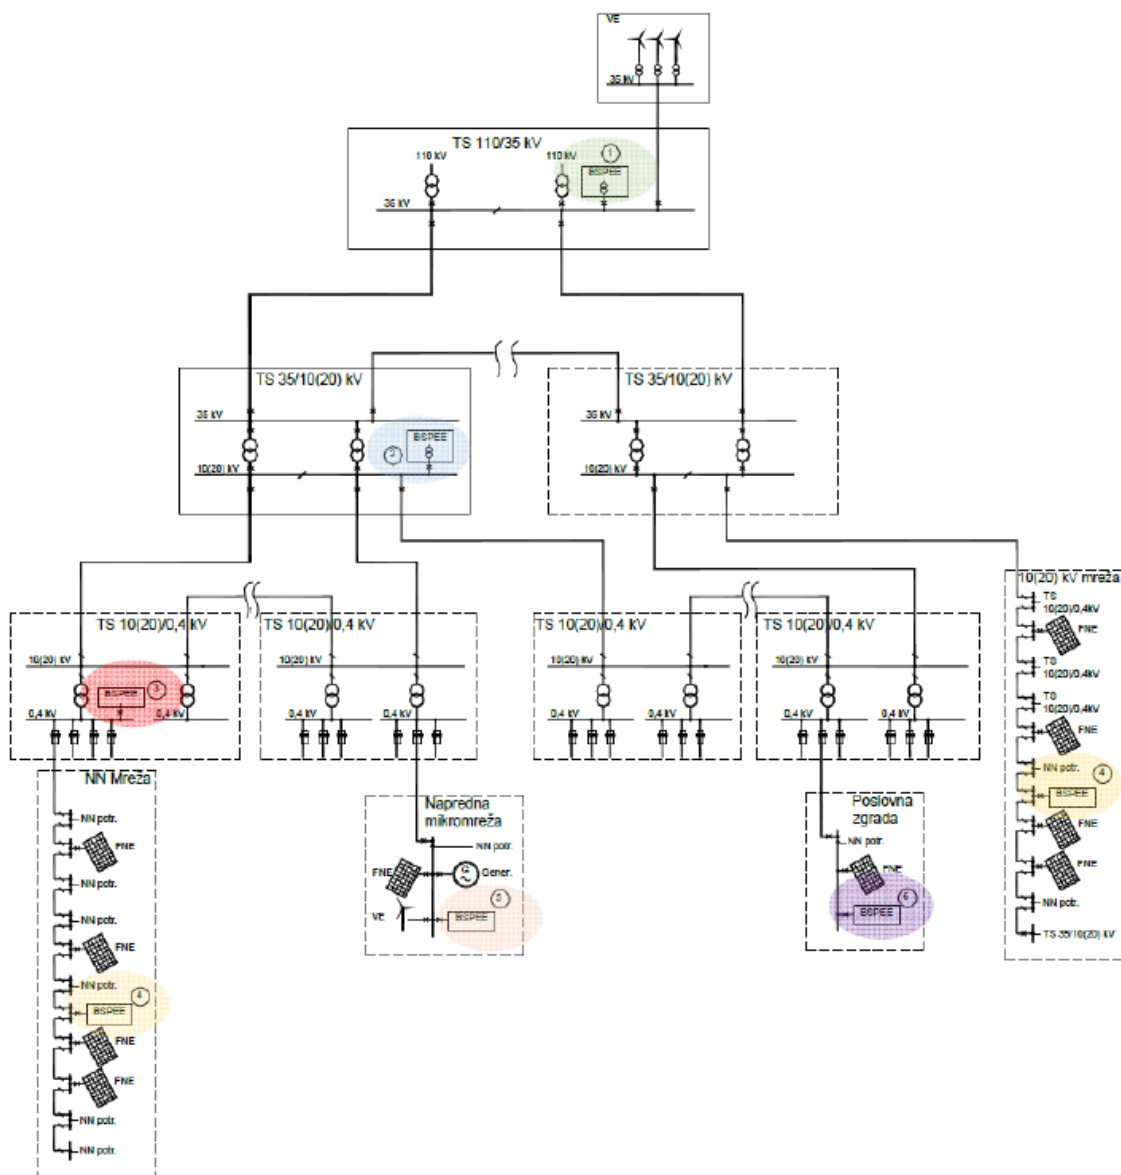 VE
35 kV
TS 110/35 kV
110 kV
110 kV
1
BSPEE
35 kV
TS 35/10(20) kV
35 kV
BSPEE
2
10(20) kV
TS 35/10(20) kV
35 kV
10(20) kV
TS 10(20)/0,4 kV
10(20) kV
BSPEE
3
0,4 kV
0,4 kV
TS 10(20)/0,4 kV
10(20) kV
0,4 kV
0,4 kV
TS 10(20)/0,4 kV
10(20) kV
0,4 kV
0,4 kV
TS 10(20)/0,4 kV
10(20) kV
0,4 kV
0,4 kV
10(20) kV mreža
TS
10(20)/0,4kV
FNE
TS
10(20)/0,4kV
TS
10(20)/0,4kV
FNE
NN potr.
4
BSPEE
FNE
FNE
NN potr.
TS 35/10(20) kV
NN Mreža
NN potr.
FNE
NN potr.
NN potr.
FNE
NN potr.
4
BSPEE
FNE
FNE
NN potr.
NN potr.
Napredna
mikromreža
NN potr.
FNE
G
Gener.
VE
5
BSPEE
Poslovna
zgrada
NN potr.
FNE
6
BSPEE